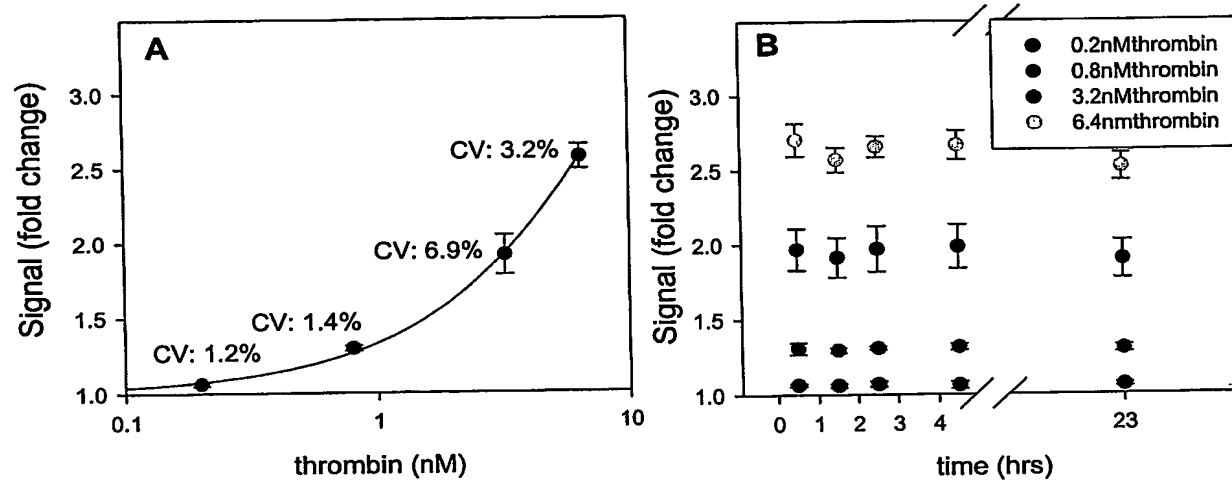 A
Signal (fold change)
3.0
2.5
2.0
1.5
1.0
CV: 3.2%
CV: 6.9%
CV: 1.4%
CV: 1.2%
0.1
1
10
thrombin (nM)
B
Signal (fold change)
3.0
2.5
2.0
1.5
1.0
0.2nMthrombin
0.8nMthrombin
3.2nMthrombin
6.4nmthrombin
0
1
2
3
4
23
time (hrs)